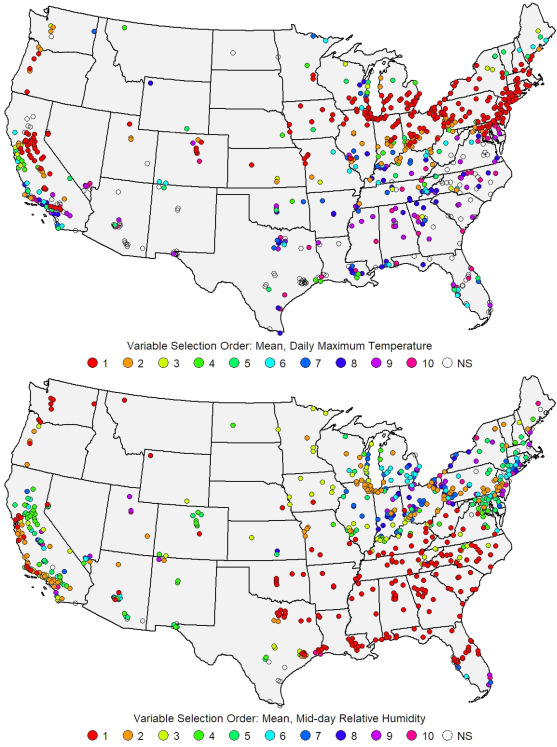 Variable Selection Order: Mean, Daily Maximum Temperature
1 2 3 4 5 6 7 8 9 10 NS
Variable Selection Order: Mean, Mid-day Relative Humidity
1 2 3 4 5 6 7 8 9 10 NS